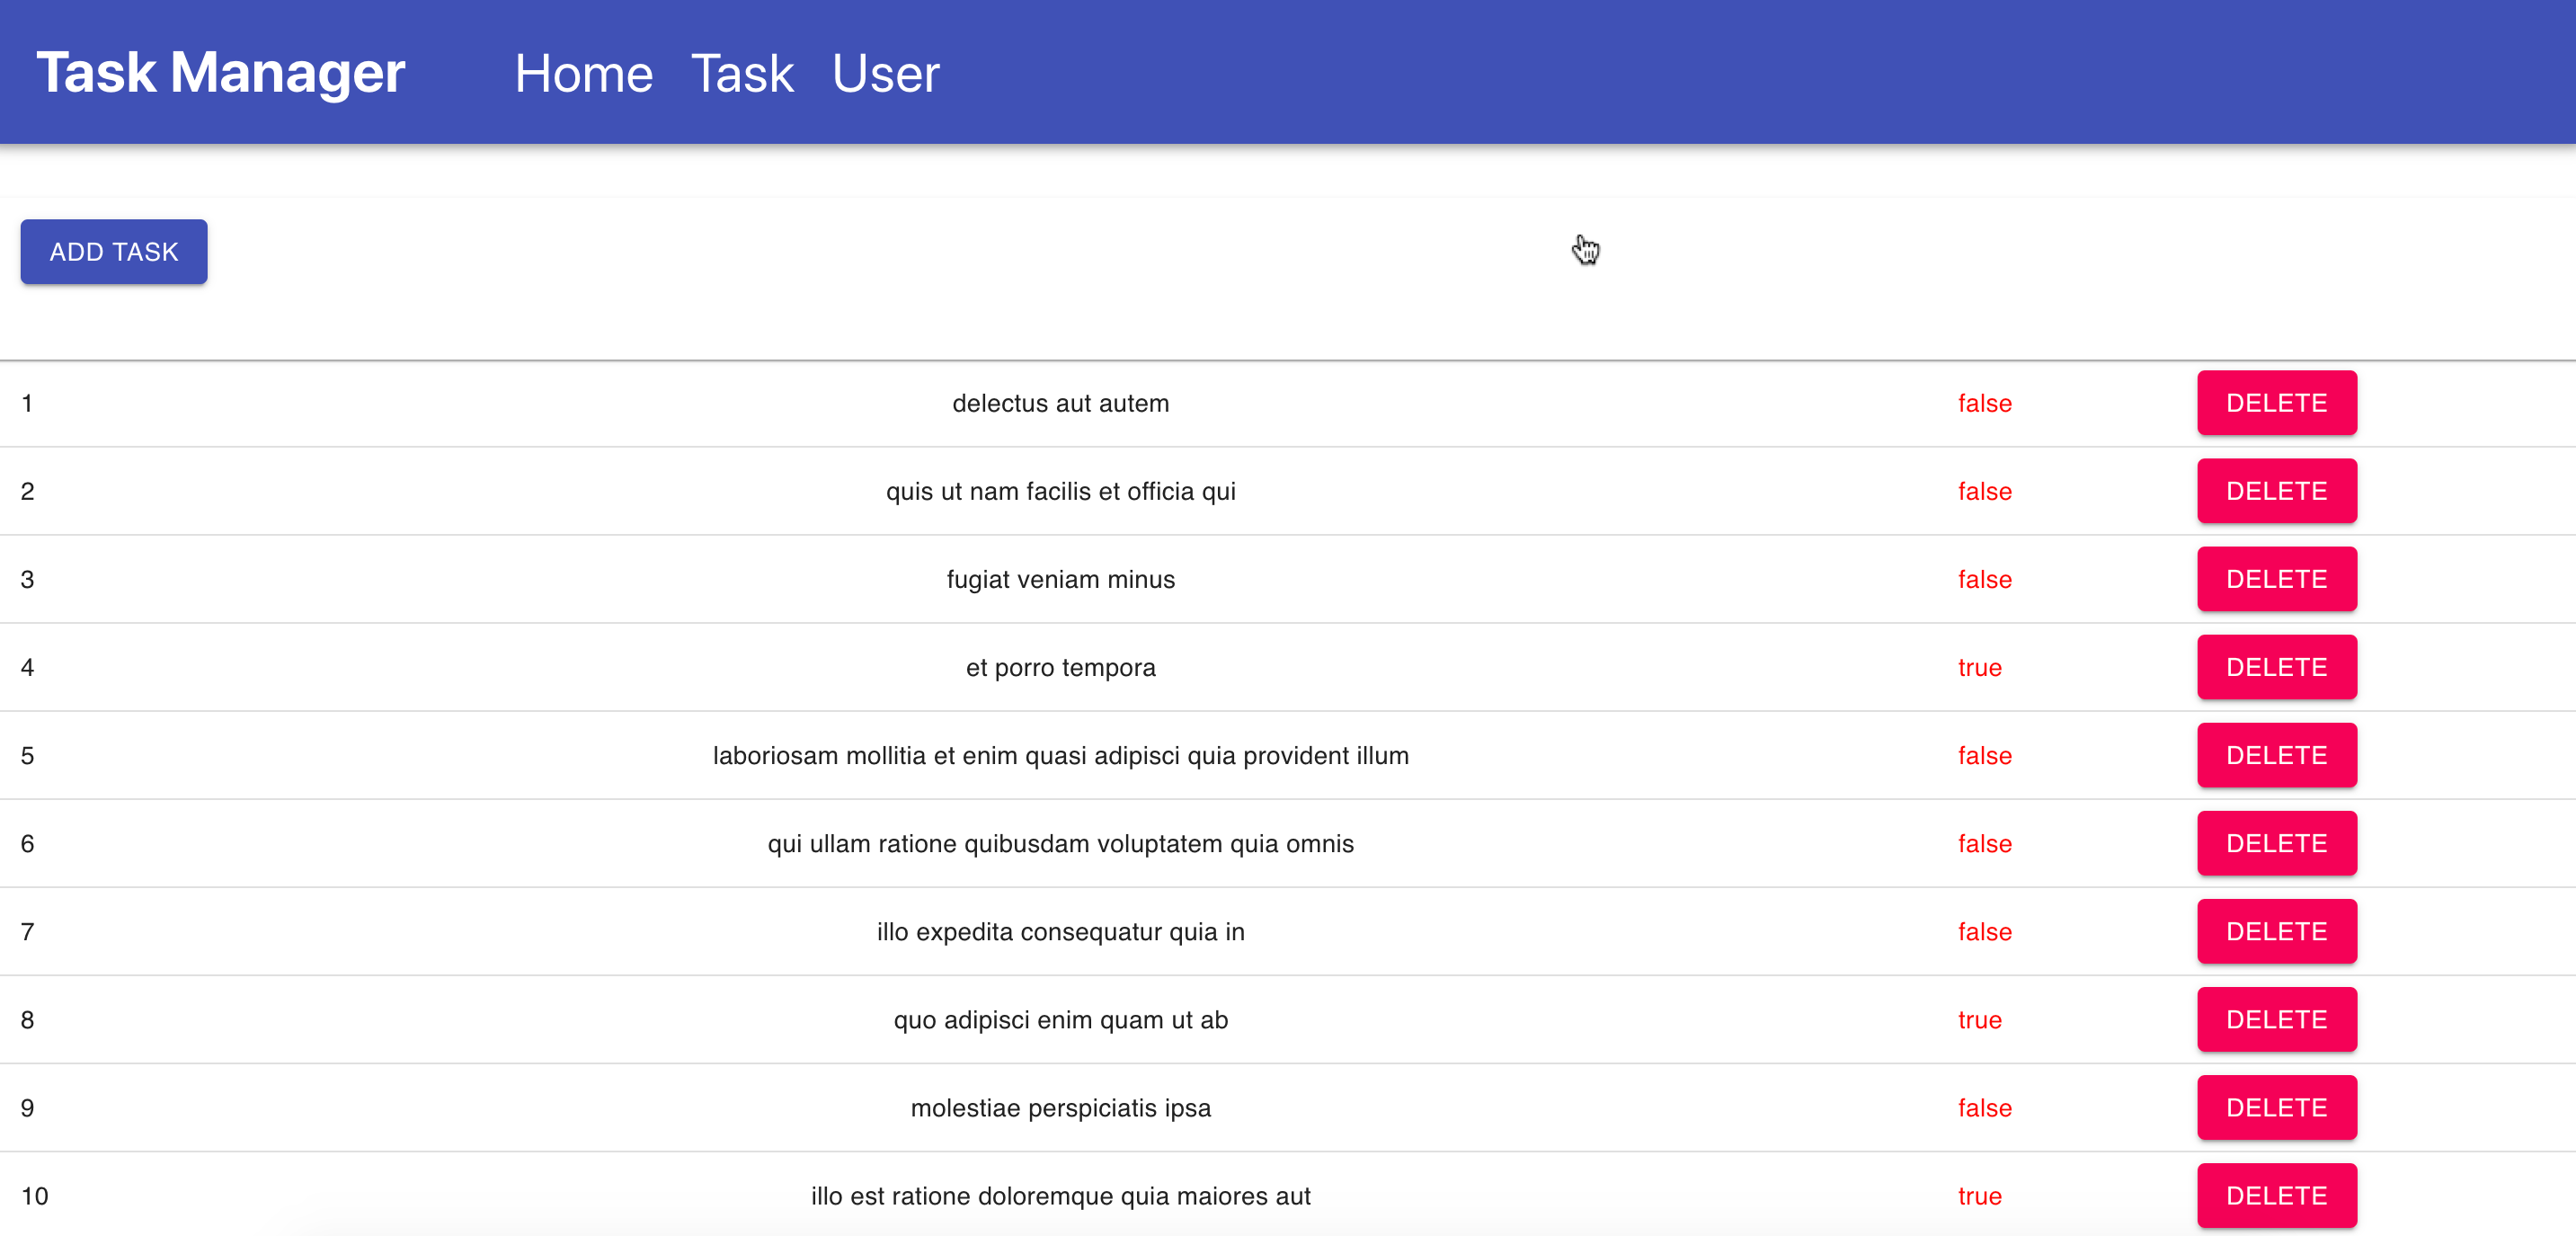 Task Manager Home Task User
ADD TASK
1 delectus aut autem false DELETE
2 quis ut nam facilis et officia qui false DELETE
3 fugiat veniam minus false DELETE
4 et porro tempora true DELETE
5 laboriosam mollitia et enim quasi adipisci quia provident illum false DELETE
6 qui ullam ratione quibusdam voluptatem quia omnis false DELETE
7 illo expedita consequatur quia in false DELETE
8 quo adipisci enim quam ut ab true DELETE
9 molestiae perspiciatis ipsa false DELETE
10 illo est ratione doloremque quia maiores aut true DELETE